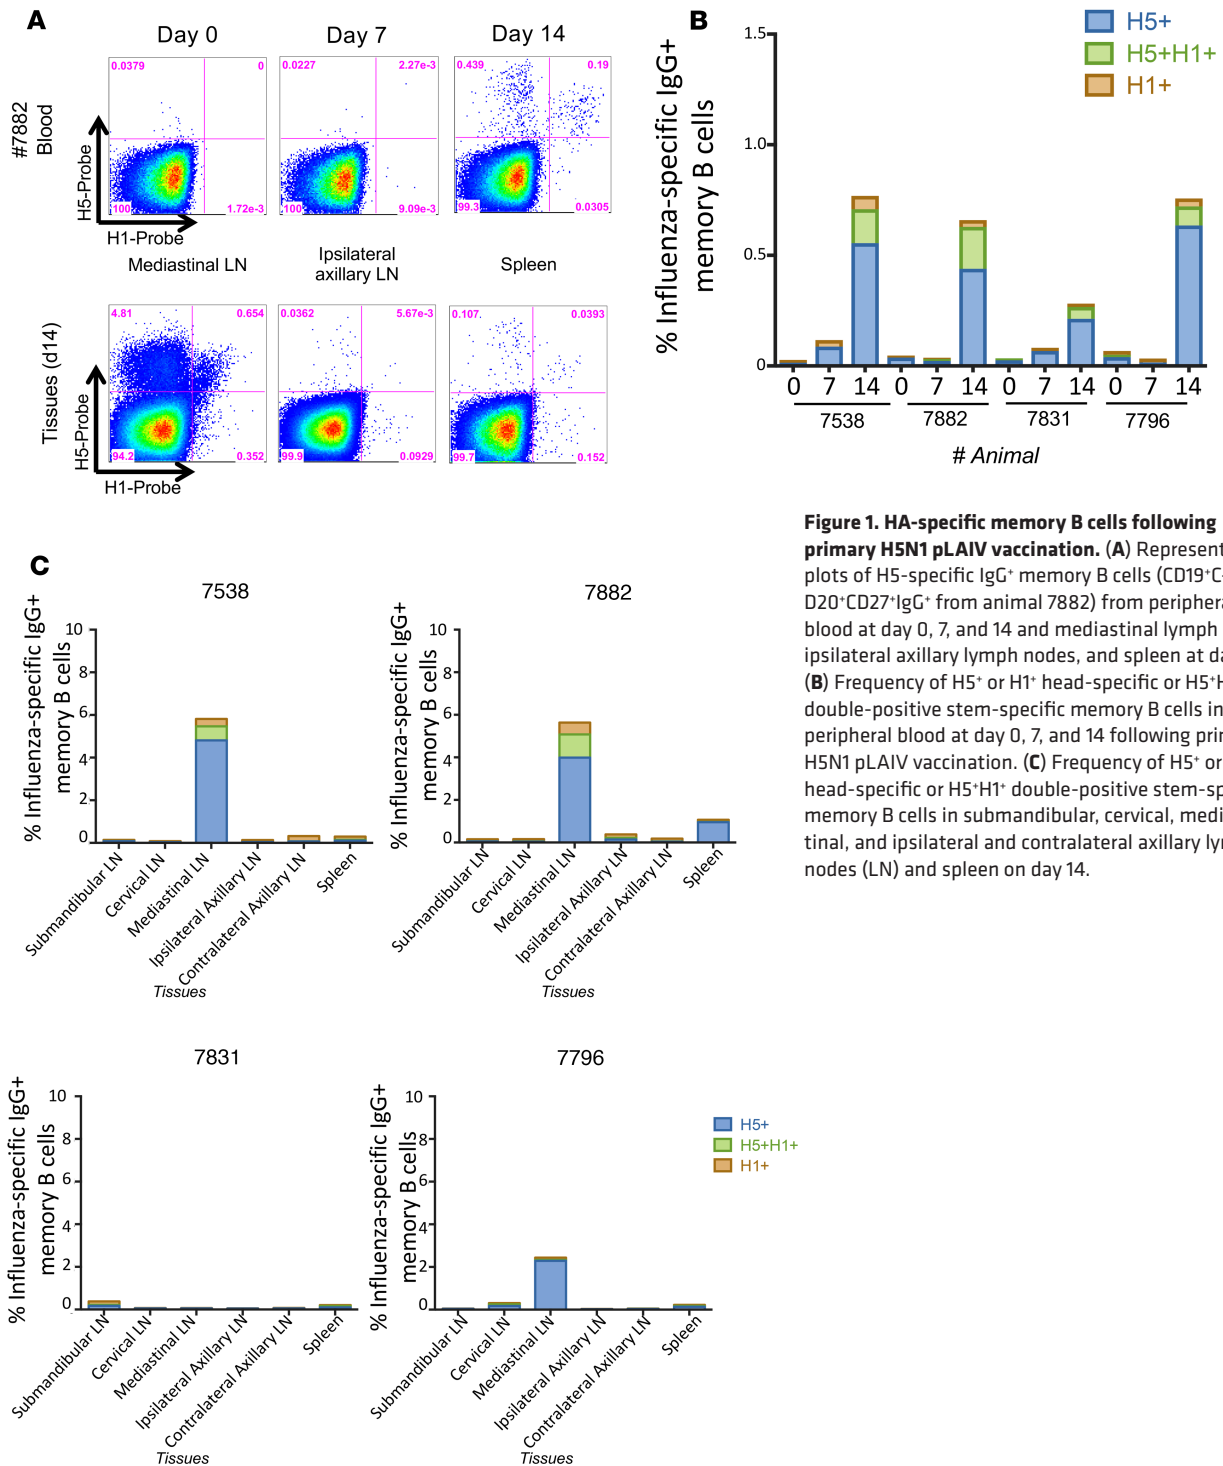 A
Day 0
Day 7
Day 14
#7882
Blood
0.0379
0
100
1.72e-3
0.0227
2.27e-3
100
9.09e-3
0.439
0.19
99.3
0.0305
H5-Probe
H1-Probe
Mediastinal LN
Ipsilateral
axillary LN
Spleen
Tissues (d14)
4.81
0.654
94.2
0.352
0.0362
5.67e-3
99.9
0.0929
0.107
0.0393
99.7
0.152
H5-Probe
H1-Probe
B
% Influenza-specific IgG+
memory B cells
1.5
1.0
0.5
0
H5+
H5+H1+
H1+
0 7 14 0 7 14 0 7 14 0 7 14
7538 7882 7831 7796
# Animal
Figure 1. HA-specific memory B cells following
primary H5N1 pLAIV vaccination. (A) Represent
plots of H5-specific IgG+ memory B cells (CD19+C-
D20+CD27+IgG+ from animal 7882) from periphera
blood at day 0, 7, and 14 and mediastinal lymph
ipsilateral axillary lymph nodes, and spleen at da
(B) Frequency of H5+ or H1+ head-specific or H5+H
double-positive stem-specific memory B cells in
peripheral blood at day 0, 7, and 14 following prin
H5N1 pLAIV vaccination. (C) Frequency of H5+ or
head-specific or H5+H1+ double-positive stem-sp
memory B cells in submandibular, cervical, medi
tinal, and ipsilateral and contralateral axillary ly
nodes (LN) and spleen on day 14.
C
7538
% Influenza-specific IgG+
memory B cells
10
8
6
4
2
0
Submandibular LN
Cervical LN
Mediastinal LN
Ipsilateral Axillary LN
Contralateral Axillary LN
Spleen
Tissues
7882
% Influenza-specific IgG+
memory B cells
10
8
6
4
2
0
Submandibular LN
Cervical LN
Mediastinal LN
Ipsilateral Axillary LN
Contralateral Axillary LN
Spleen
Tissues
7831
% Influenza-specific IgG+
memory B cells
10
8
6
4
2
0
Submandibular LN
Cervical LN
Mediastinal LN
Ipsilateral Axillary LN
Contralateral Axillary LN
Spleen
Tissues
7796
% Influenza-specific IgG+
memory B cells
10
8
6
4
2
0
Submandibular LN
Cervical LN
Mediastinal LN
Ipsilateral Axillary LN
Contralateral Axillary LN
Spleen
Tissues
H5+
H5+H1+
H1+